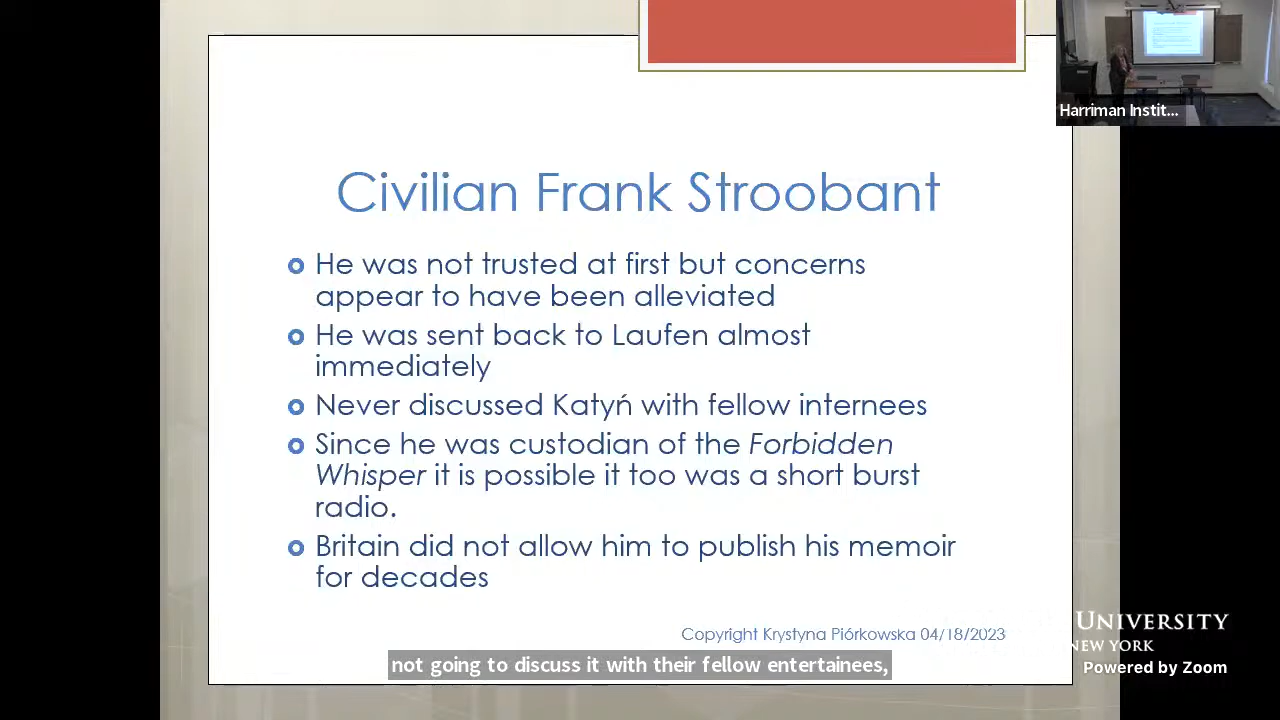 Harriman Instit...
Civilian Frank Stroobant
He was not trusted at first but concerns
appear to have been alleviated
He was sent back to Laufen almost
immediately
Never discussed Katyń with fellow internees
Since he was custodian of the Forbidden
Whisper it is possible it too was a short burst
radio.
Britain did not allow him to publish his memoir
for decades
Copyright Krystyna Piórkowska 04/18/2023
not going to discuss it with their fellow entertainees,
UNIVERSITY
NEW YORK
Powered by Zoom